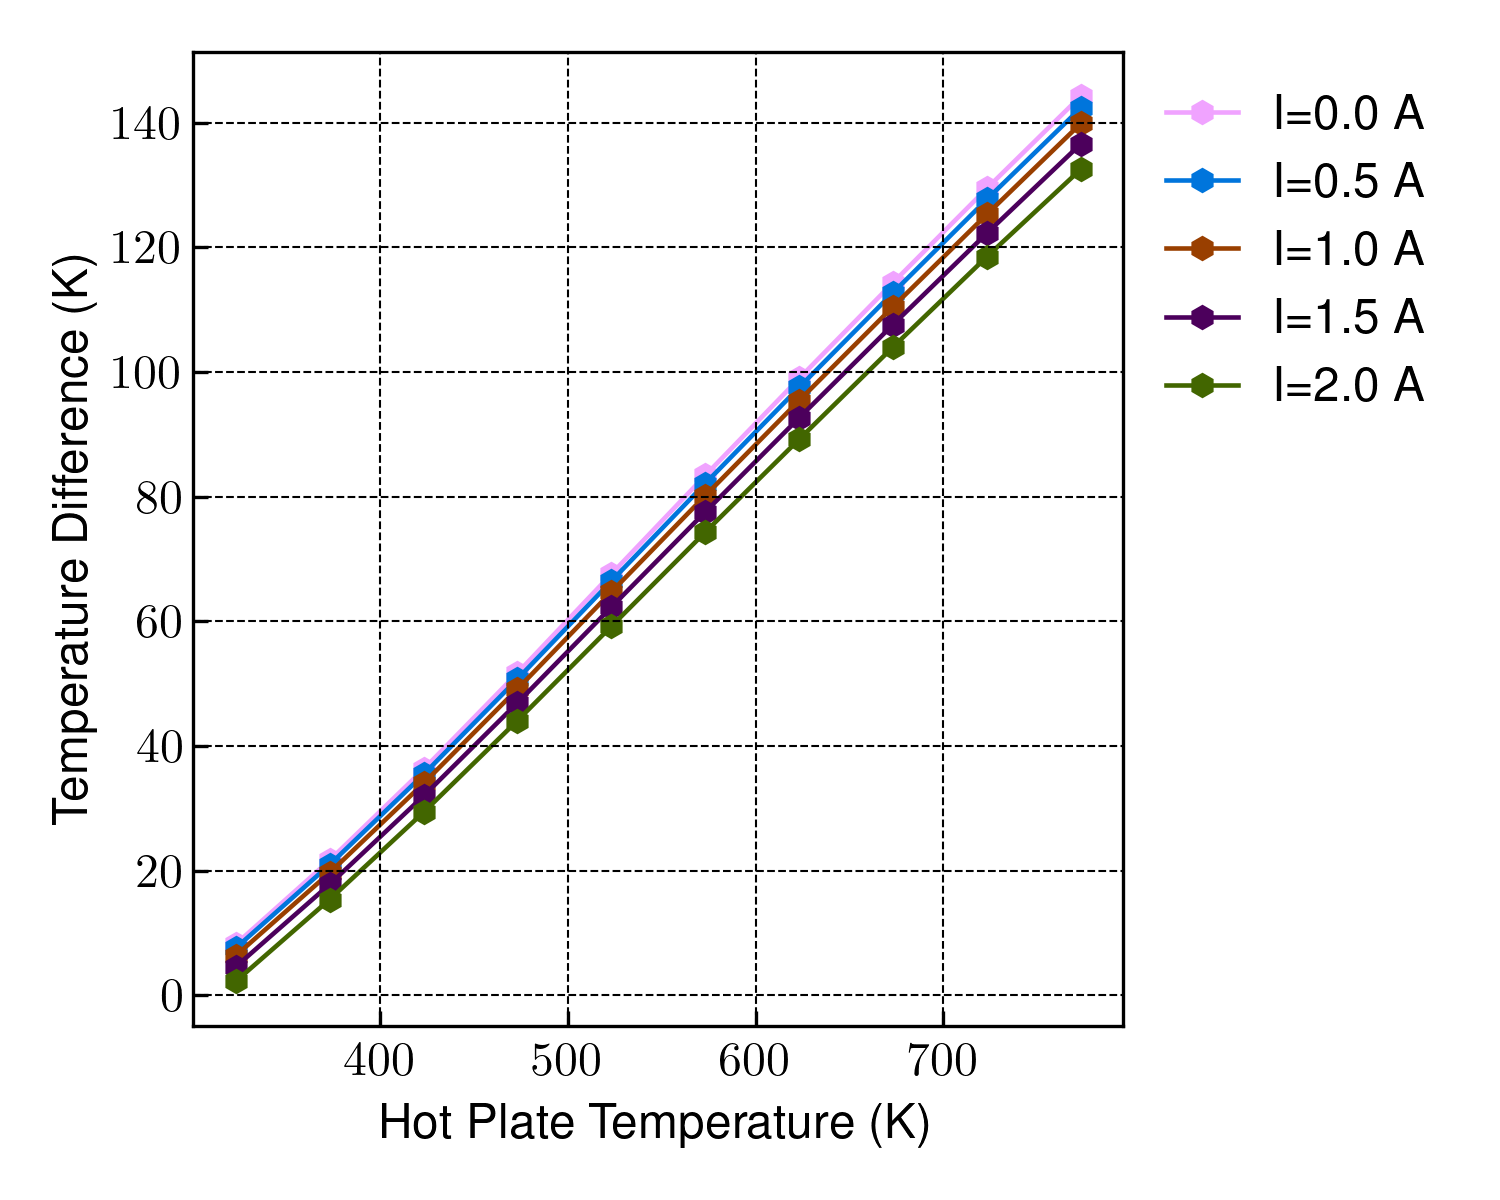 140
120
100
80
60
40
20
0
400 500 600 700
Temperature Difference (K)
Hot Plate Temperature (K)
I=0.0 A
I=0.5 A
I=1.0 A
I=1.5 A
I=2.0 A